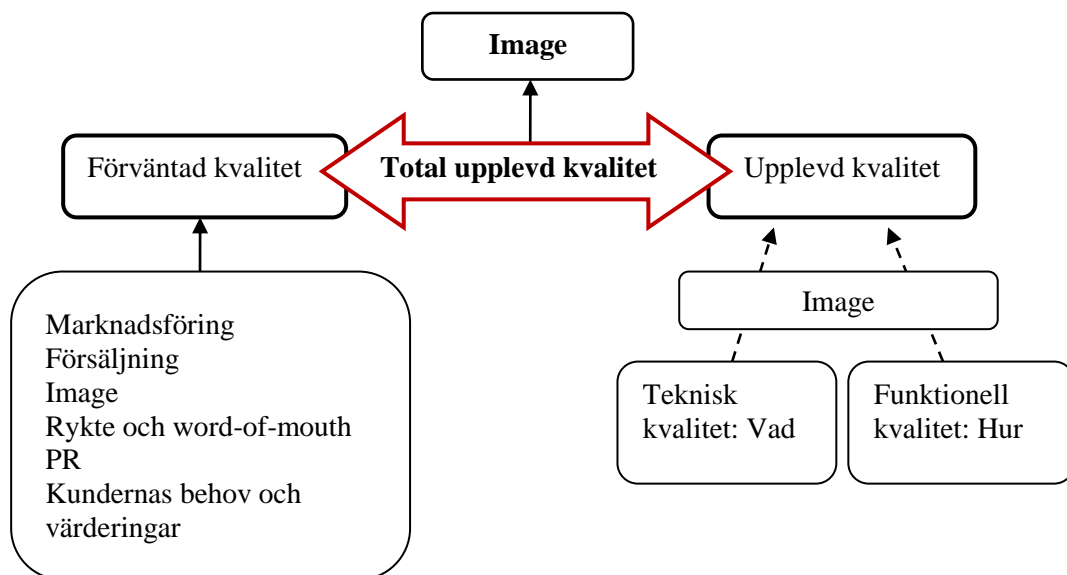 Image
Förväntad kvalitet
Total upplevd kvalitet
Upplevd kvalitet
Marknadsföring
Försäljning
Image
Rykte och word-of-mouth
PR
Kundernas behov och
värderingar
Image
Teknisk
kvalitet: Vad
Funktionell
kvalitet: Hur